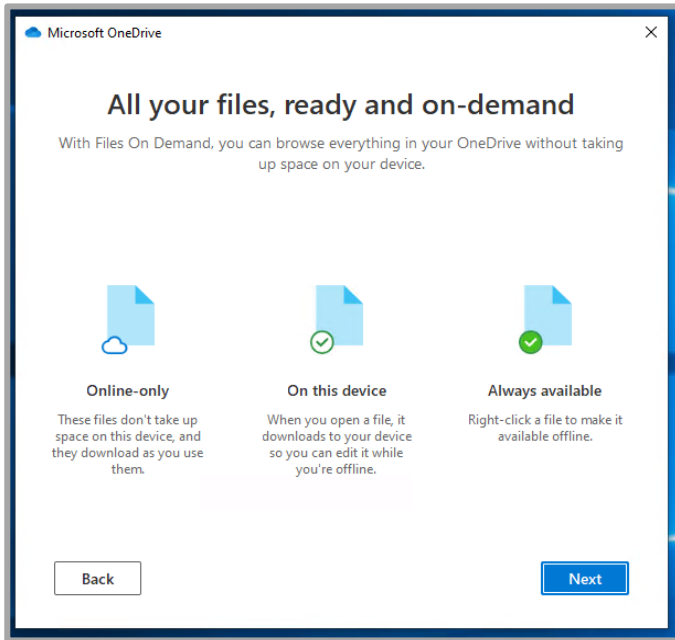 Microsoft OneDrive
All your files, ready and on-demand
With Files On Demand, you can browse everything in your OneDrive without taking
up space on your device.
Online-only
These files don't take up
space on this device, and
they download as you use
them.
On this device
When you open a file, it
downloads to your device
so you can edit it while
you're offline.
Always available
Right-click a file to make it
available offline.
Back
Next